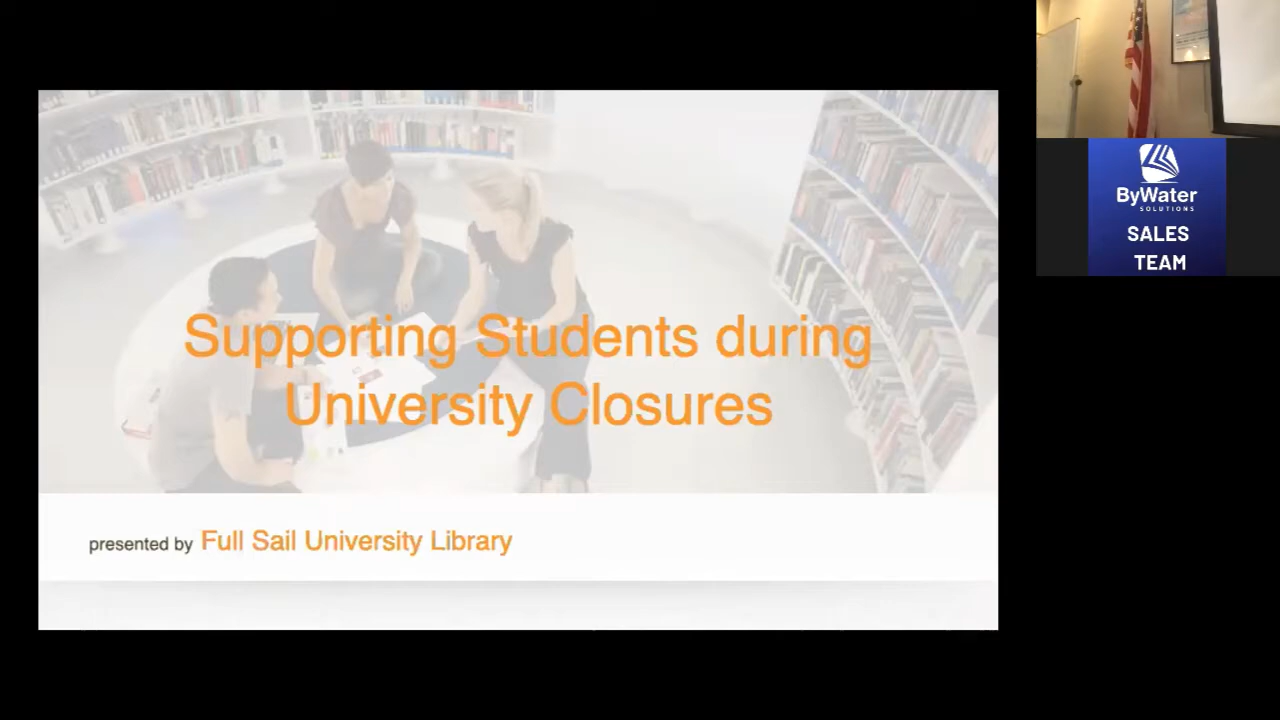 Supporting Students during
University Closures
presented by Full Sail University Library
ByWater
SOLUTIONS
SALES
TEAM